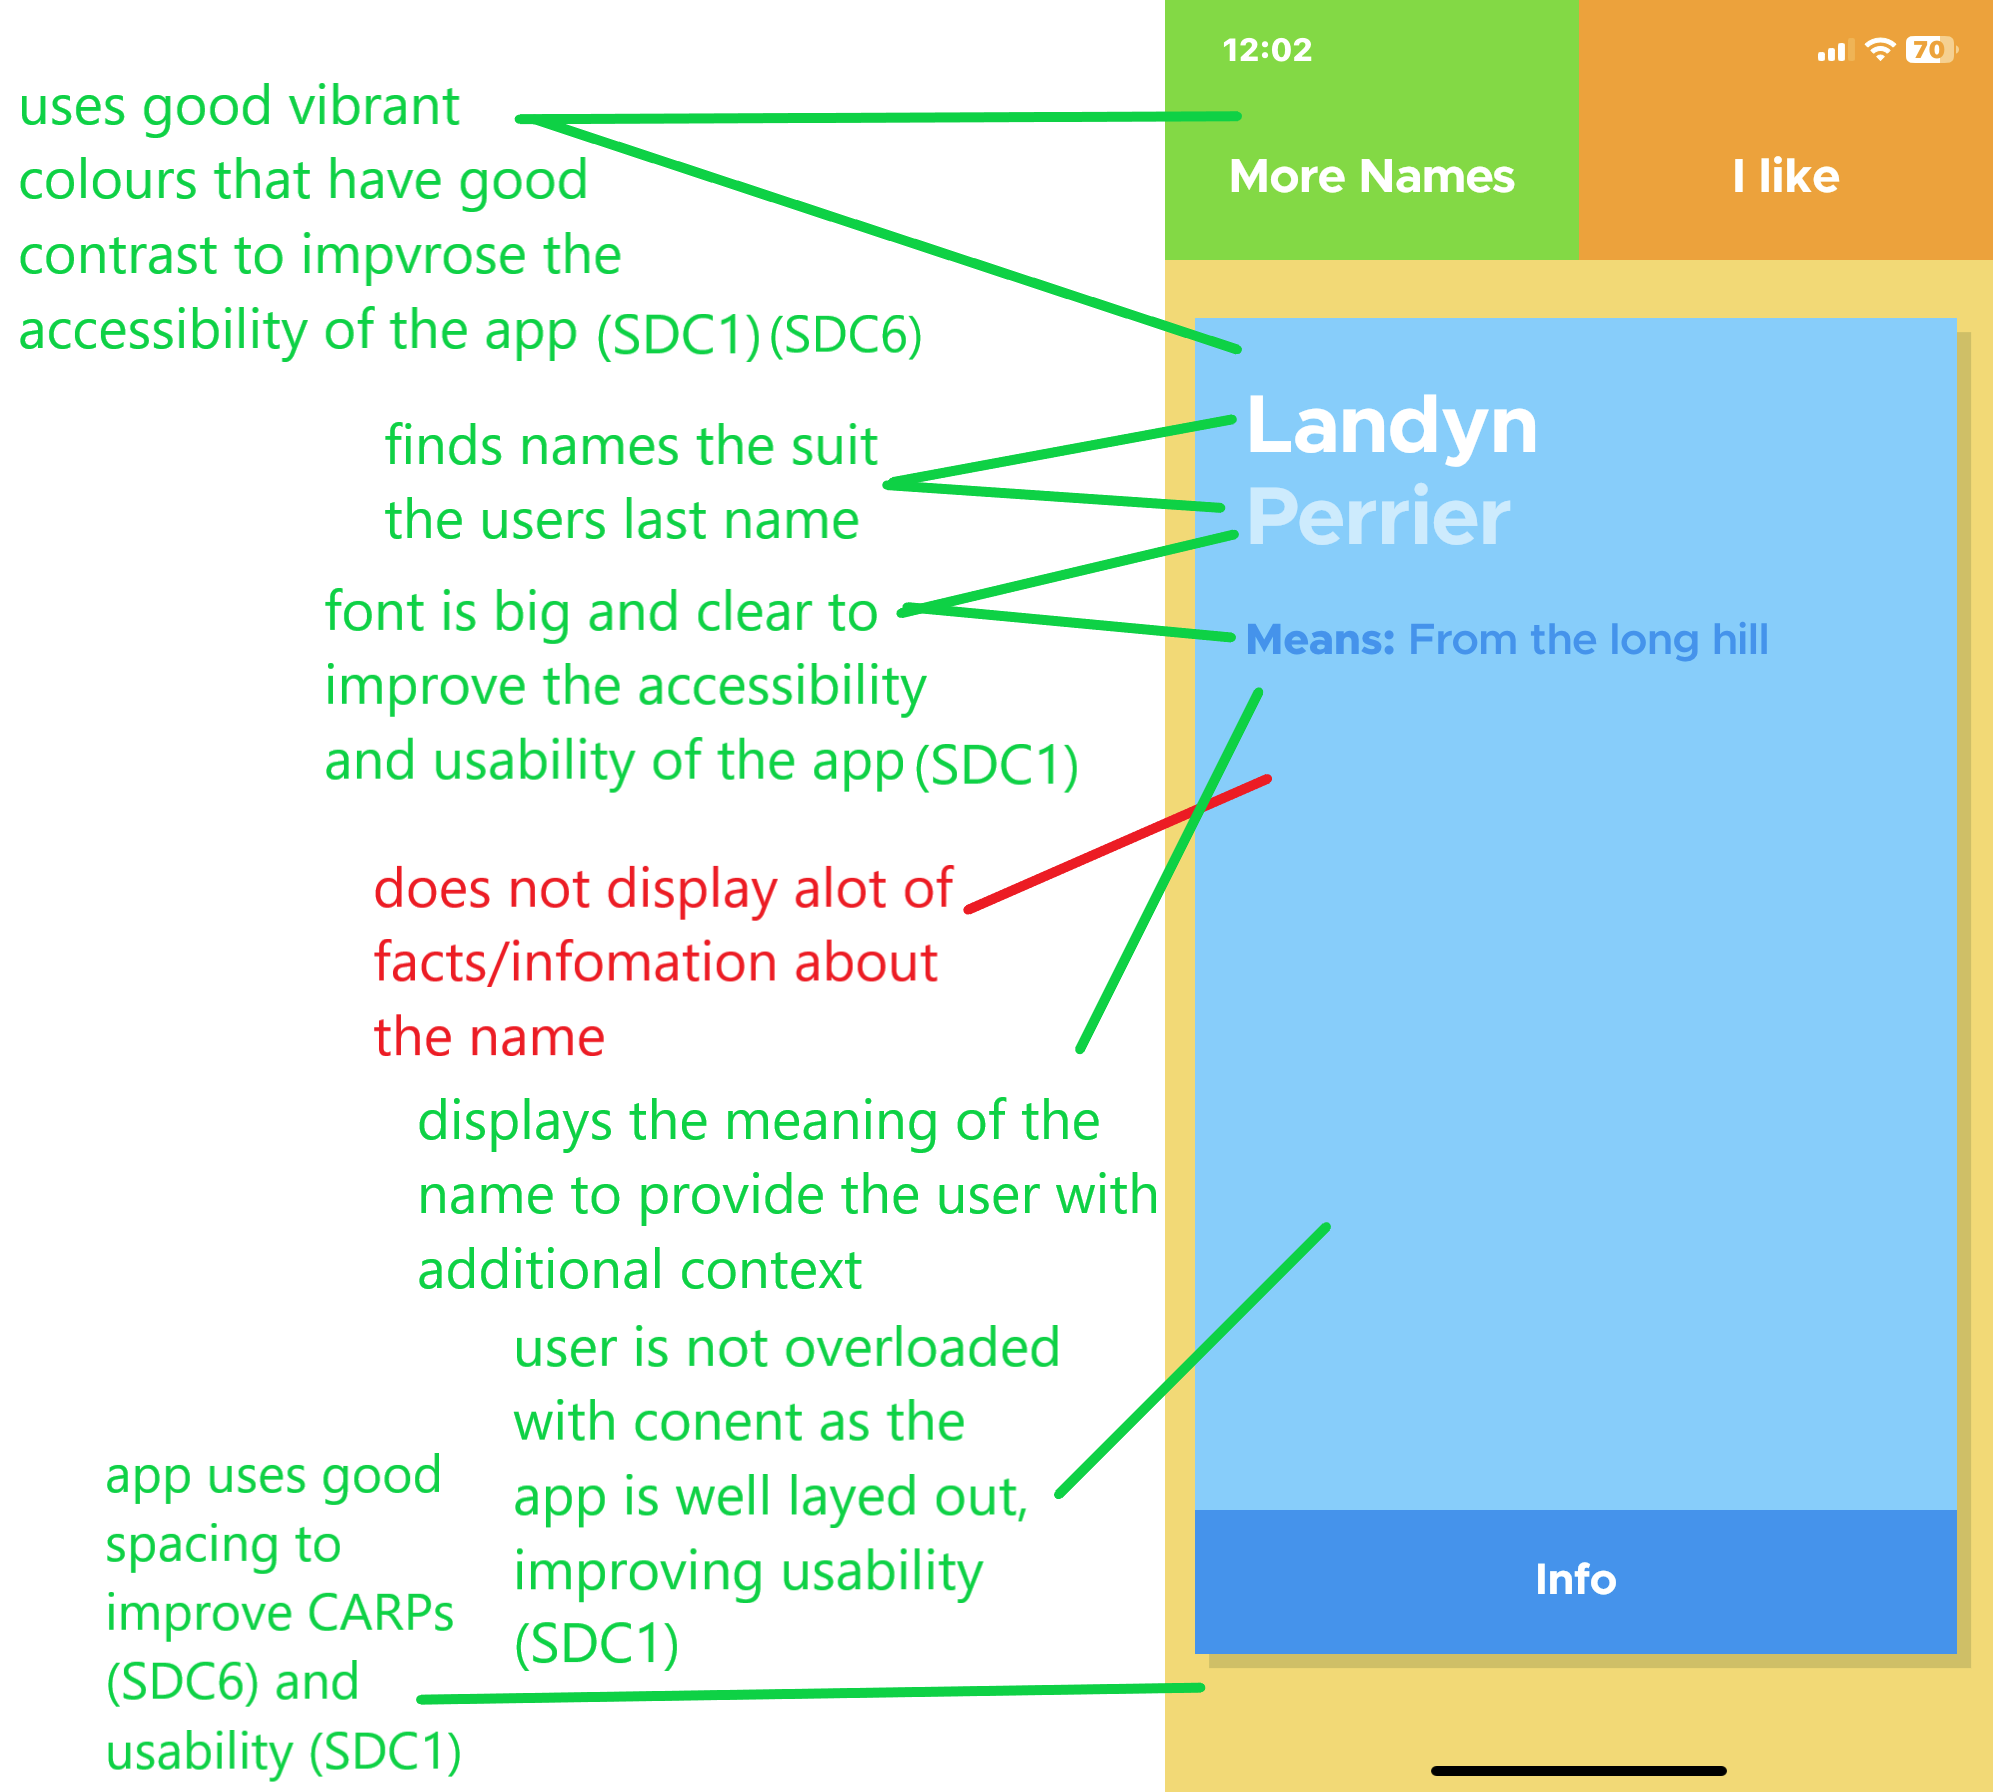 uses good vibrant
colours that have good
contrast to impvrose the
accessibility of the app (SDC1) (SDC6)
finds names the suit
the users last name
font is big and clear to
improve the accessibility
and usability of the app (SDC1)
does not display alot of
facts/infomation about
the name
displays the meaning of the
name to provide the user with
additional context
user is not overloaded
with conent as the
app is well layed out,
improving usability
(SDC1)
app uses good
spacing to
improve CARPs
(SDC6) and
usability (SDC1)
12:02
70
More Names
I like
Landyn
Perrier
Means: From the long hill
Info